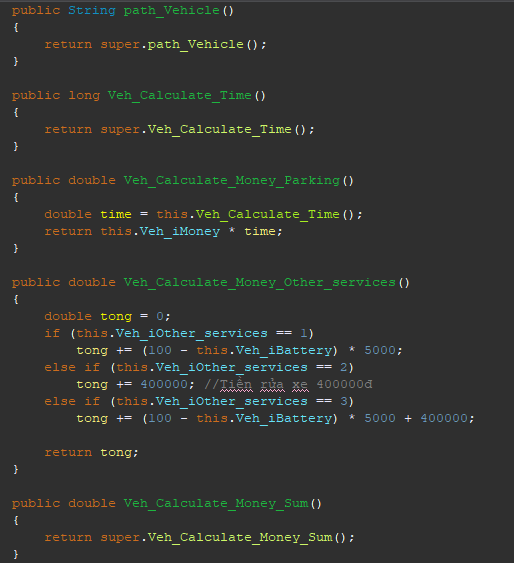 public String path_Vehicle()
{
    return super.path_Vehicle();
}

public long Veh_Calculate_Time()
{
    return super.Veh_Calculate_Time();
}

public double Veh_Calculate_Money_Parking()
{
    double time = this.Veh_Calculate_Time();
    return this.Veh_iMoney * time;
}

public double Veh_Calculate_Money_Other_services()
{
    double tong = 0;
    if (this.Veh_iOther_services == 1)
        tong += (100 - this.Veh_iBattery) * 5000;
    else if (this.Veh_iOther_services == 2)
        tong += 400000; //Tiền rửa xe 400000đ
    else if (this.Veh_iOther_services == 3)
        tong += (100 - this.Veh_iBattery) * 5000 + 400000;

    return tong;
}

public double Veh_Calculate_Money_Sum()
{
    return super.Veh_Calculate_Money_Sum();
}